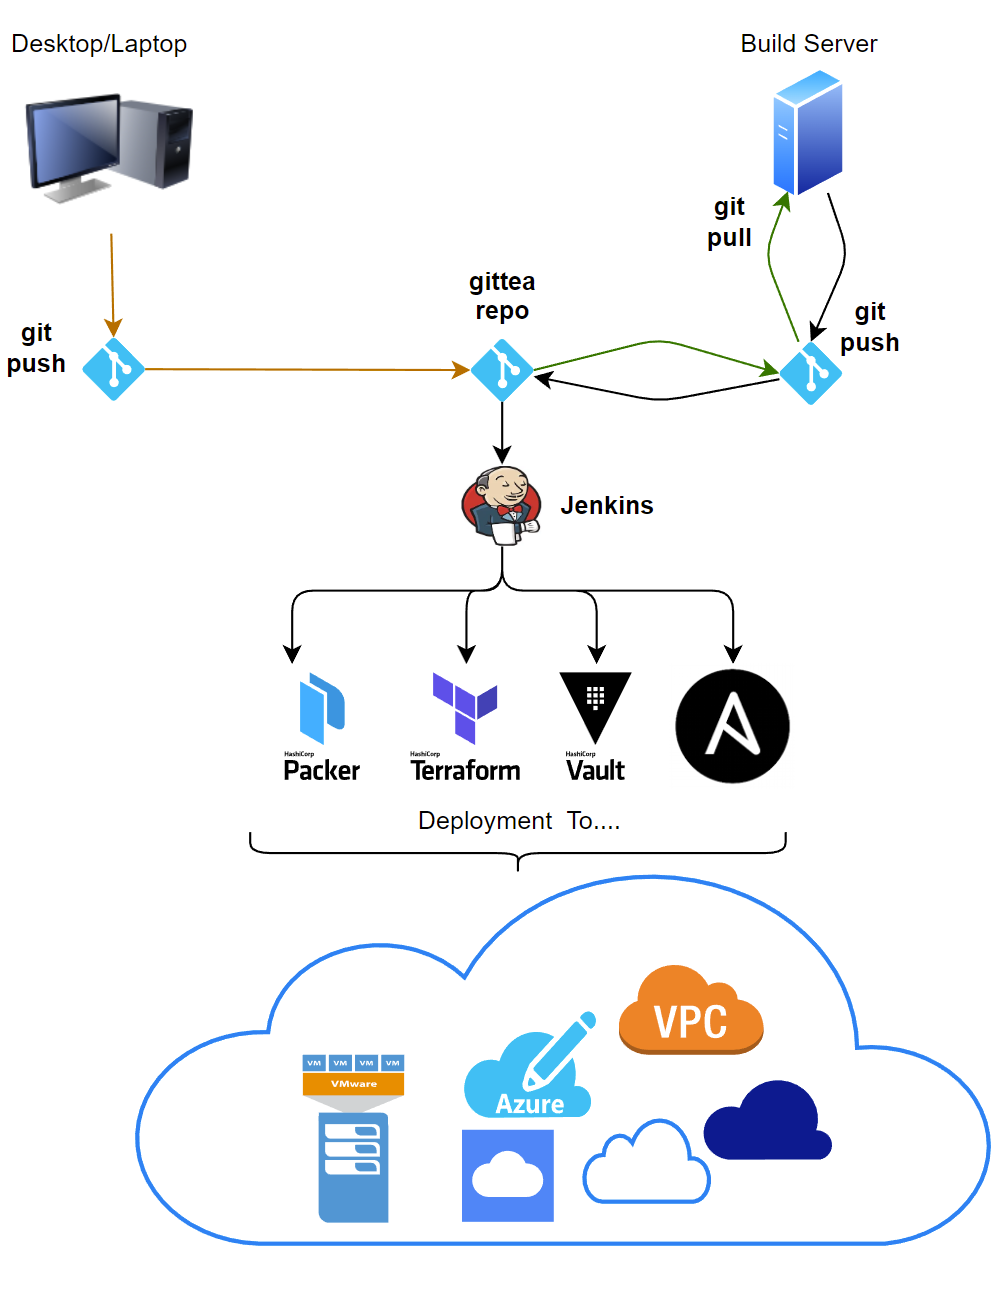 Desktop/Laptop
Build Server
git
pull
gittea
repo
git
push
git
push
Jenkins
HashiCorp
Packer
HashiCorp
Terraform
HashiCorp
Vault
Deployment To....
VPC
VM VM VM VM
VMware
Azure